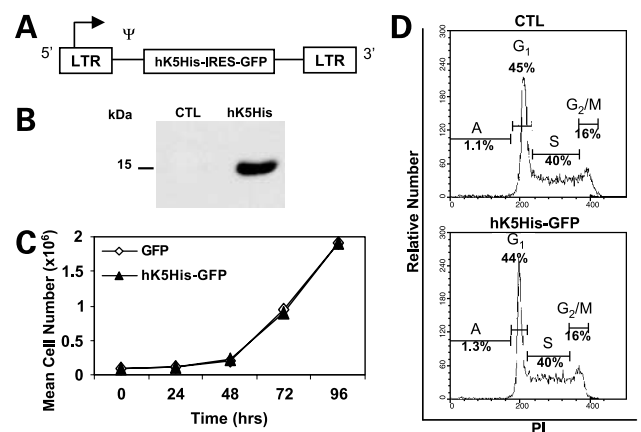 A
5'
Ψ
LTR
hK5His-IRES-GFP
LTR
3'
B
kDa
CTL
hK5His
15
C
Mean Cell Number (x10⁶)
2
1.5
1
0.5
0
GFP
hK5His-GFP
0 24 48 72 96
Time (hrs)
D
Relative Number
CTL
300
240
180
120
60
0
G₁
45%
A
1.1%
S
40%
G₂/M
16%
200 400
hK5His-GFP
300
240
180
120
60
0
G₁
44%
A
1.3%
S
40%
G₂/M
16%
0 200 400
PI